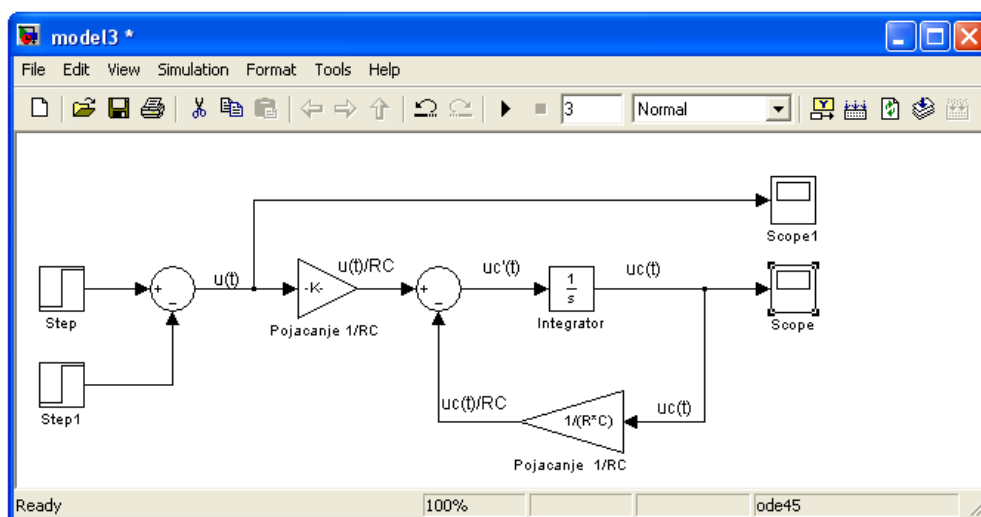 model3 *
File Edit View Simulation Format Tools Help
3 Normal
Scope1
u(t) u(t)/RC uc'(t) uc(t)
+ - -K- + - 1/s
Step Pojacanje 1/RC Integrator Scope
uc(t)/RC 1/(R*C) uc(t)
Step1
Pojacanje 1/RC
Ready 100% ode45